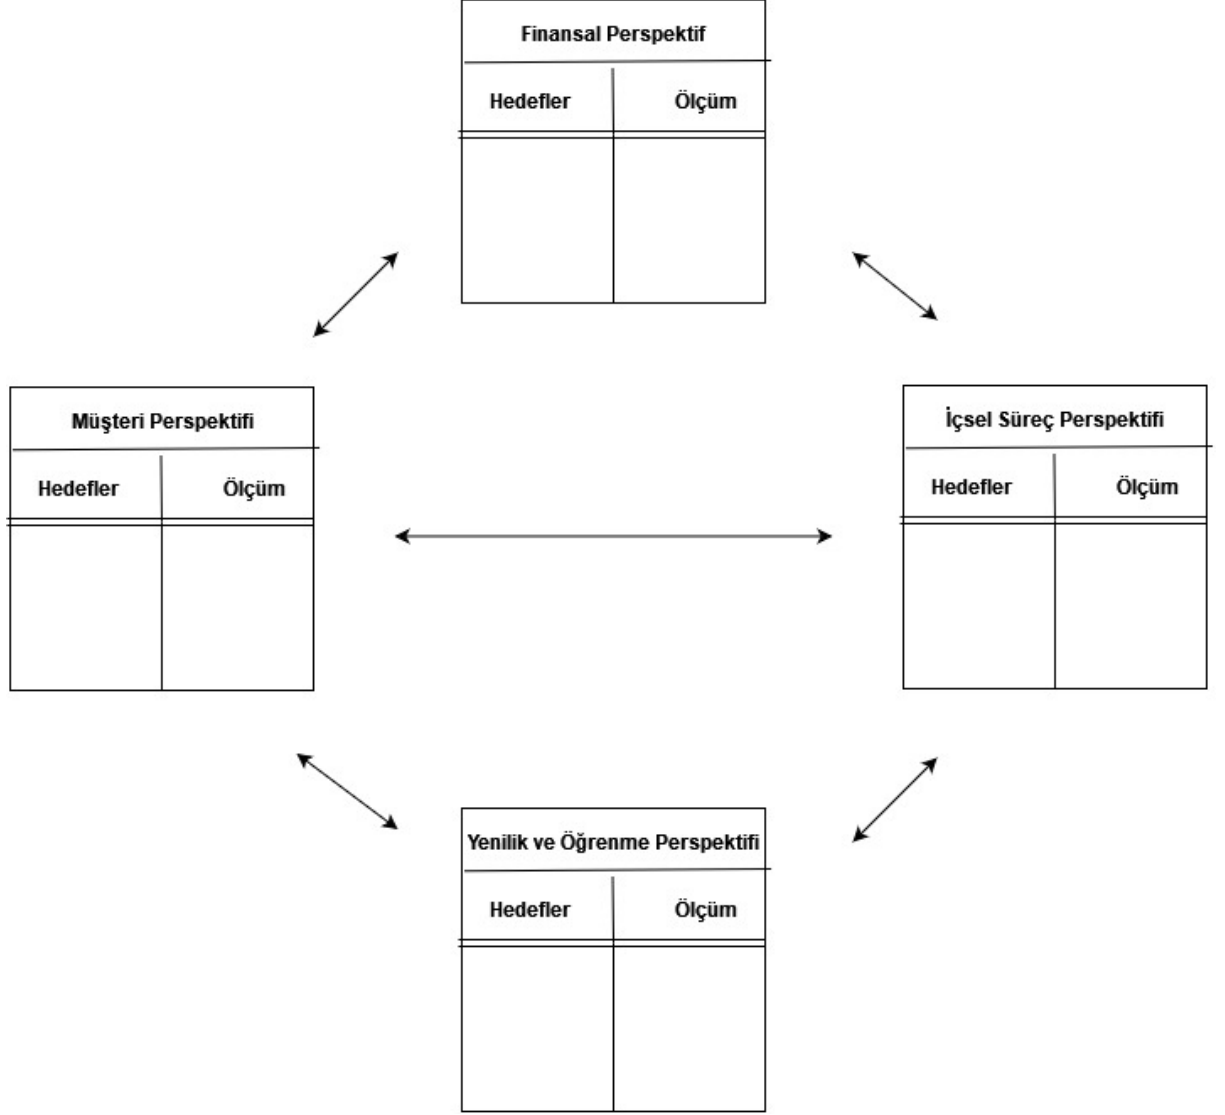 Finansal Perspektif
Hedefler Ölçüm
Müşteri Perspektifi
Hedefler Ölçüm
İçsel Süreç Perspektifi
Hedefler Ölçüm
Yenilik ve Öğrenme Perspektifi
Hedefler Ölçüm